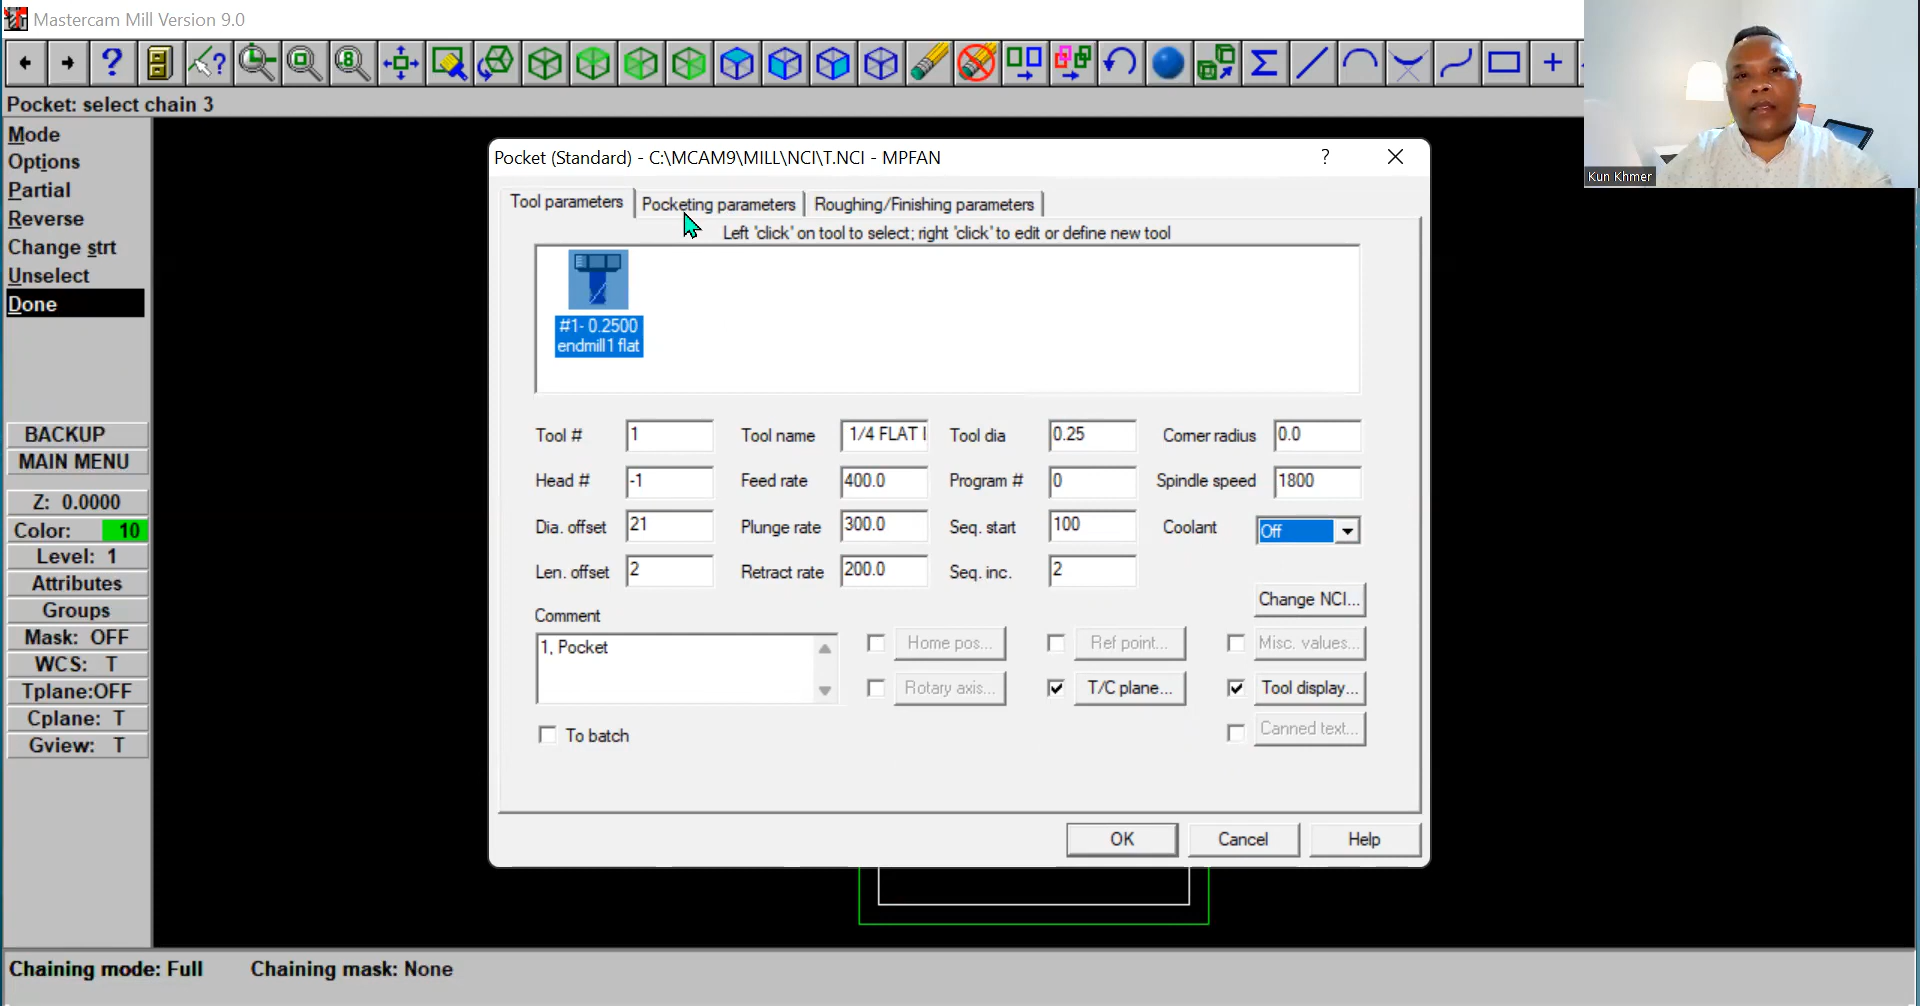 Mastercam Mill Version 9.0
Pocket: select chain 3
Mode
Options
Partial
Reverse
Change strt
Unselect
Done
BACKUP
MAIN MENU
Z: 0.0000
Color: 10
Level: 1
Attributes
Groups
Mask: OFF
WCS: T
Tplane:OFF
Cplane: T
Gview: T
Pocket (Standard) - C:\MCAM9\MILL\NCI\T.NCI - MPFAN
Tool parameters Pocketing parameters Roughing/Finishing parameters
Left 'click' on tool to select; right 'click' to edit or define new tool
#1- 0.2500
endmill1 flat
Tool # 1 Tool name 1/4 FLAT Tool dia 0.25 Corner radius 0.0
Head # -1 Feed rate 400.0 Program # 0 Spindle speed 1800
Dia. offset 21 Plunge rate 300.0 Seq. start 100 Coolant Off
Len. offset 2 Retract rate 200.0 Seq. inc. 2
Change NCI...
Comment
1, Pocket
Home pos... Ref point... Misc. values...
Rotary axis... T/C plane... Tool display...
Canned text...
To batch
OK Cancel Help
Kun Khmer
Chaining mode: Full Chaining mask: None